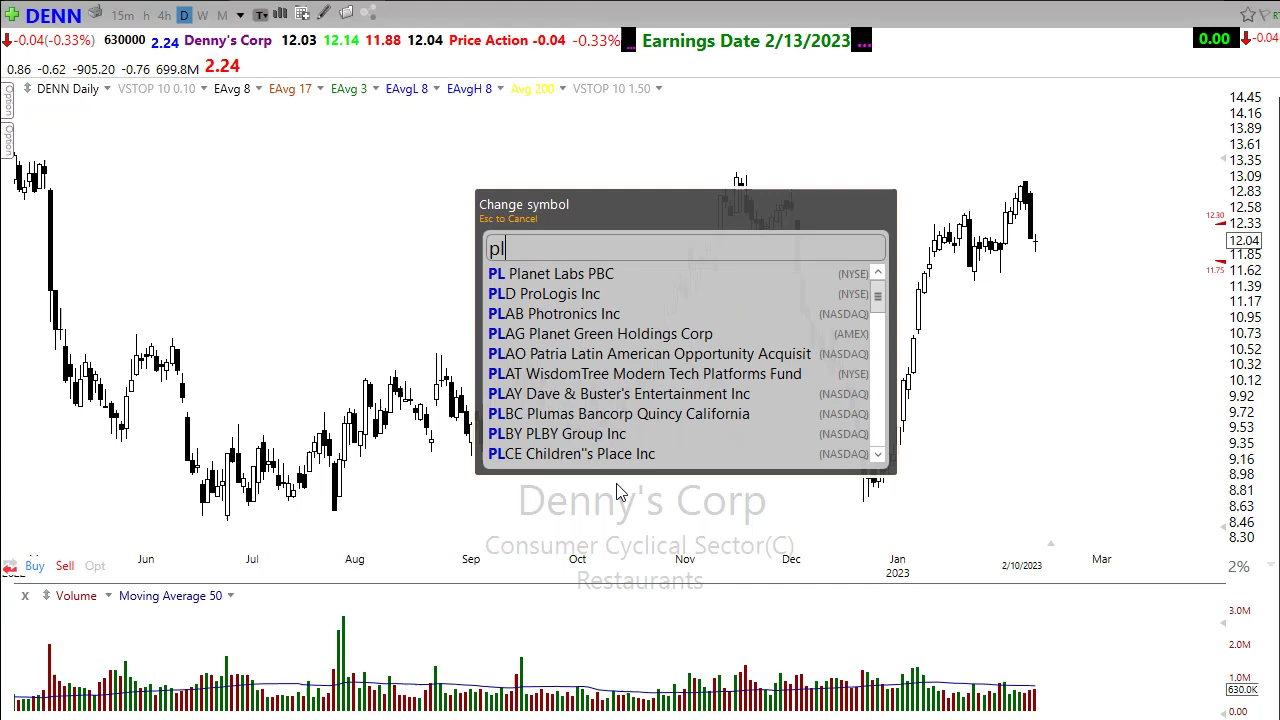 DENN 15m h 4h D W M T
-0.04(-0.33%) 630000 2.24 Denny's Corp 12.03 12.14 11.88 12.04 Price Action -0.04 -0.33% ... Earnings Date 2/13/2023 ... 0.00 -0.04
0.86 -0.62 -905.20 -0.76 699.8M 2.24
DENN Daily VSTOP 10 0.10 EAvg 8 EAvg 17 EAvg 3 EAvgL 8 EAvgH 8 Avg 200 VSTOP 10 1.50
Option
Option
Change symbol
Esc to Cancel
pl
PL Planet Labs PBC (NYSE)
PLD ProLogis Inc (NYSE)
PLAB Photronics Inc (NASDAQ)
PLAG Planet Green Holdings Corp (AMEX)
PLAO Patria Latin American Opportunity Acquisit (NASDAQ)
PLAT WisdomTree Modern Tech Platforms Fund (NYSE)
PLAY Dave & Buster's Entertainment Inc (NASDAQ)
PLBC Plumas Bancorp Quincy California (NASDAQ)
PLBY PLBY Group Inc (NASDAQ)
PLCE Children"s Place Inc (NASDAQ)
Denny's Corp
Consumer Cyclical Sector(C)
Restaurants
14.45
14.16
13.89
13.61
13.35
13.09
12.83
12.58
12.30
12.33
12.04
11.85
11.75
11.62
11.39
11.17
10.95
10.73
10.52
10.32
10.12
9.92
9.72
9.53
9.35
9.16
8.98
8.81
8.63
8.46
8.30
Jun Jul Aug Sep Oct Nov Dec Jan Mar
Buy Sell Opt 2023 2/10/2023 2%
x Volume Moving Average 50
3.0M
2.0M
1.0M
630.0K
0.00